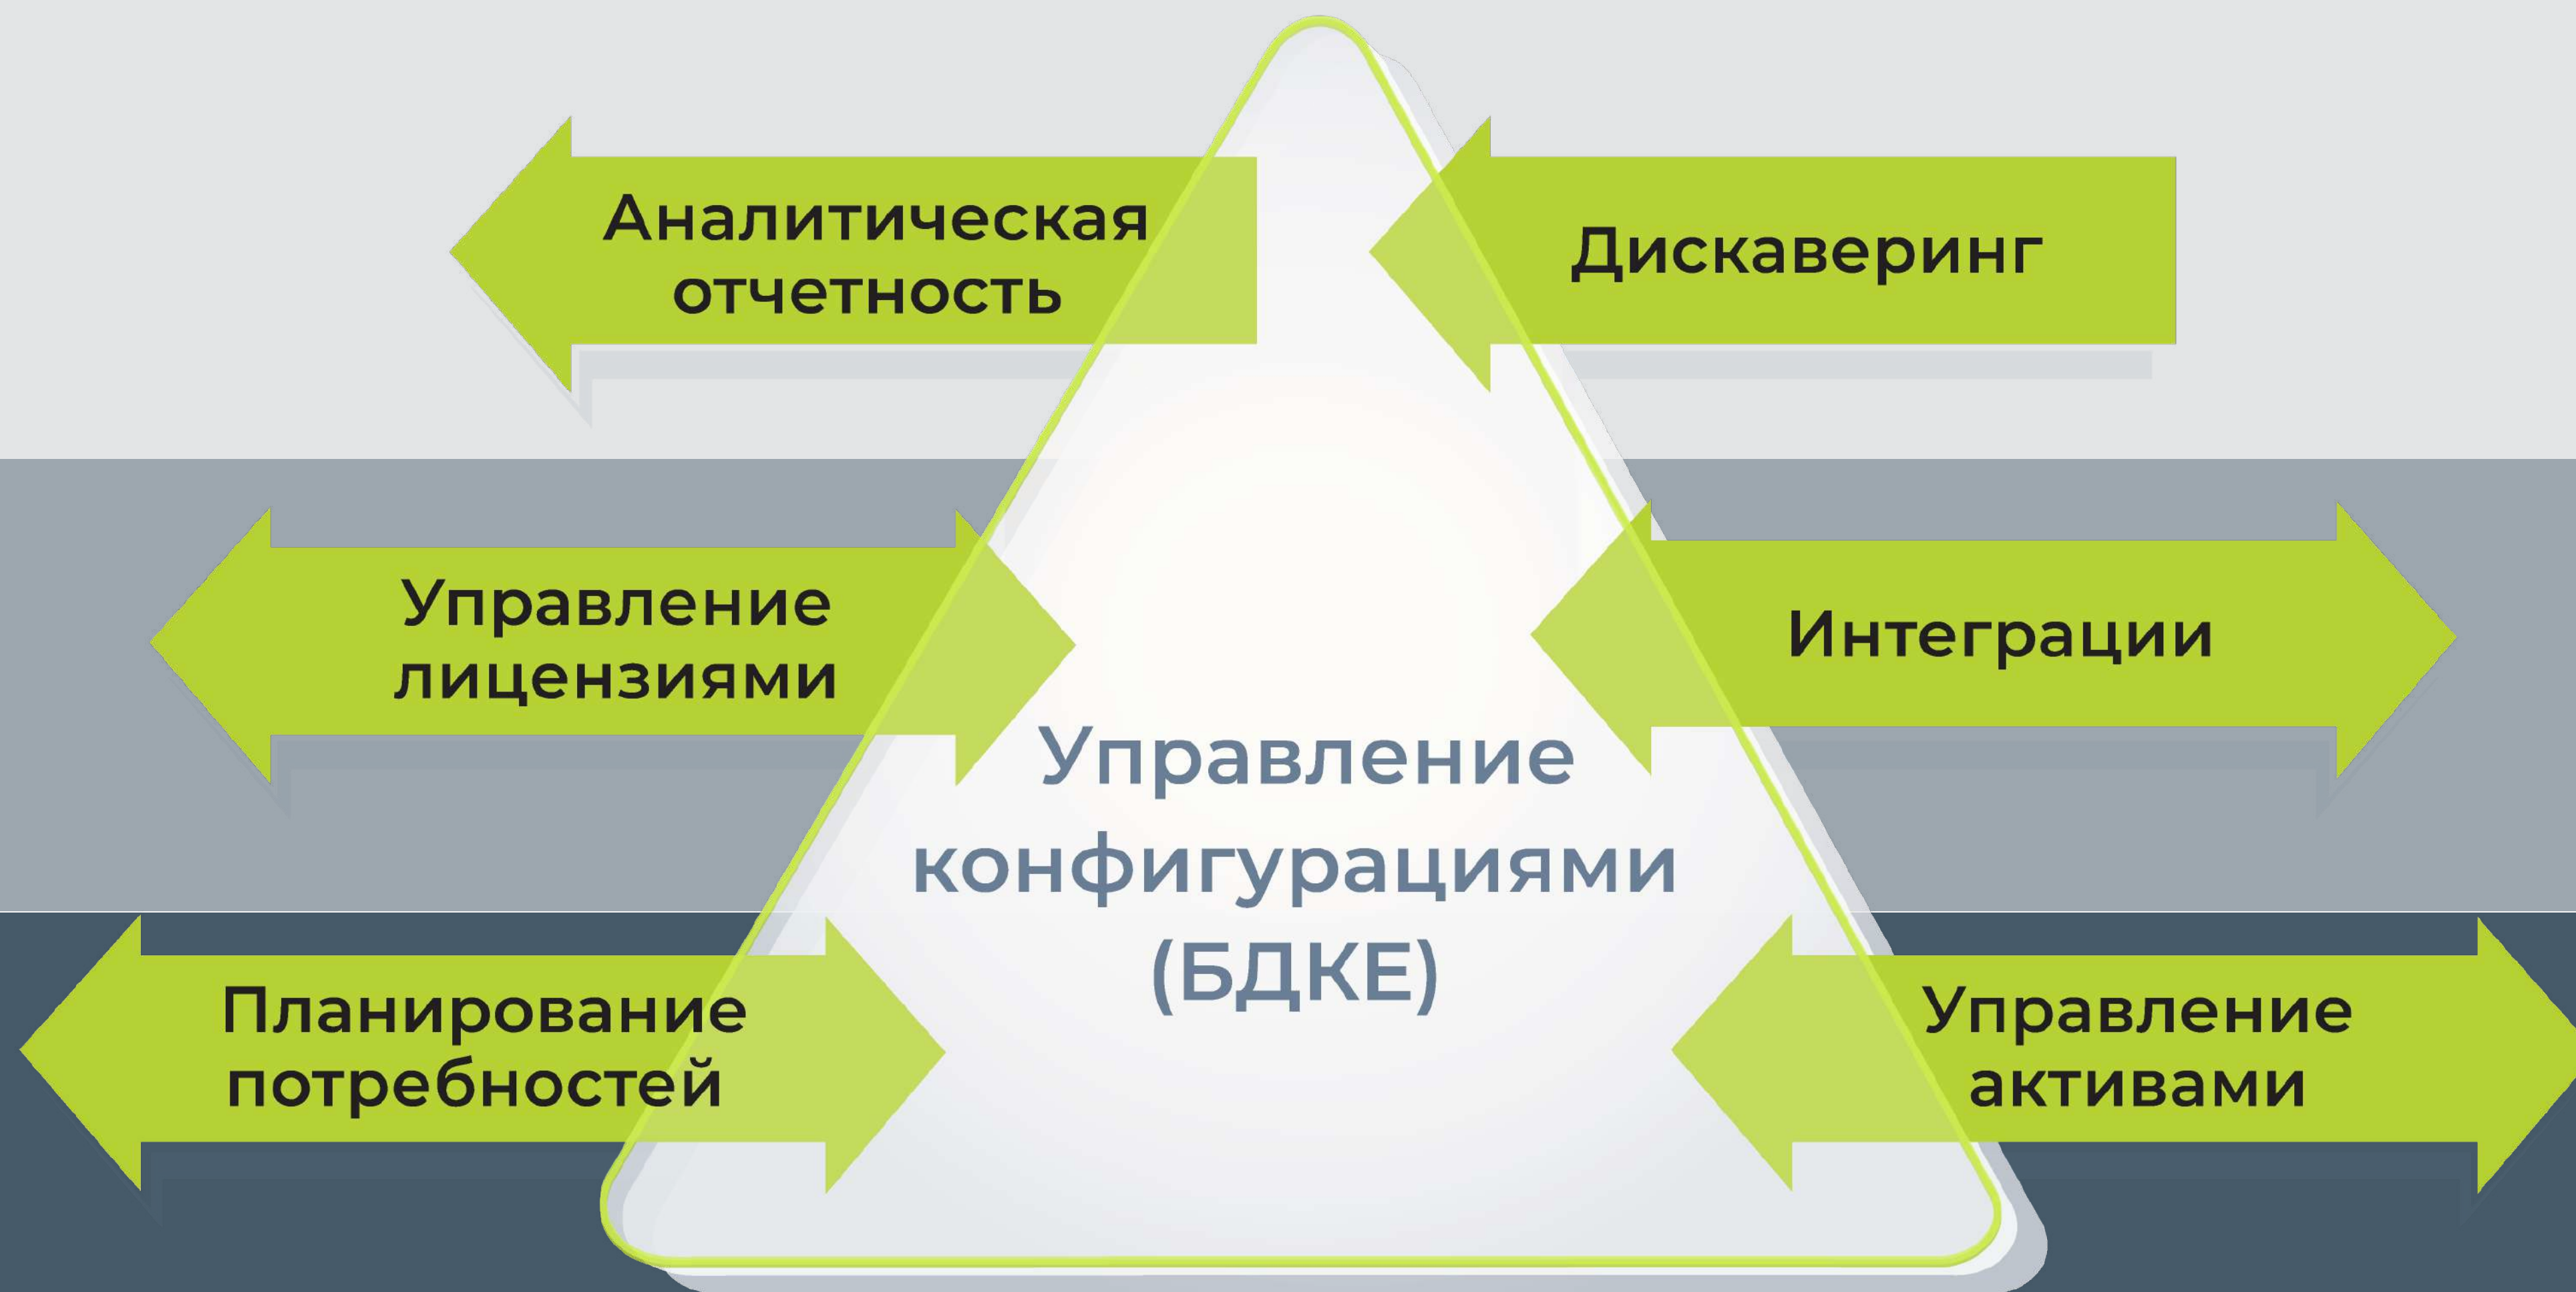 Аналитическая
отчетность
Дискаверинг
Управление
лицензиями
Интеграции
Управление
конфигурациями
(БДКЕ)
Планирование
потребностей
Управление
активами